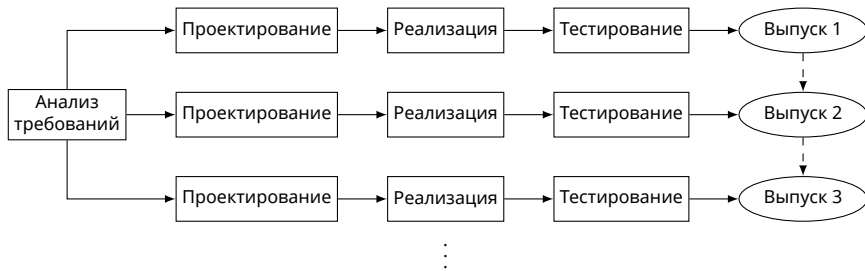 Проектирование
Реализация
Тестирование
Выпуск 1
Анализ
требований
Проектирование
Реализация
Тестирование
Выпуск 2
Проектирование
Реализация
Тестирование
Выпуск 3
⋮